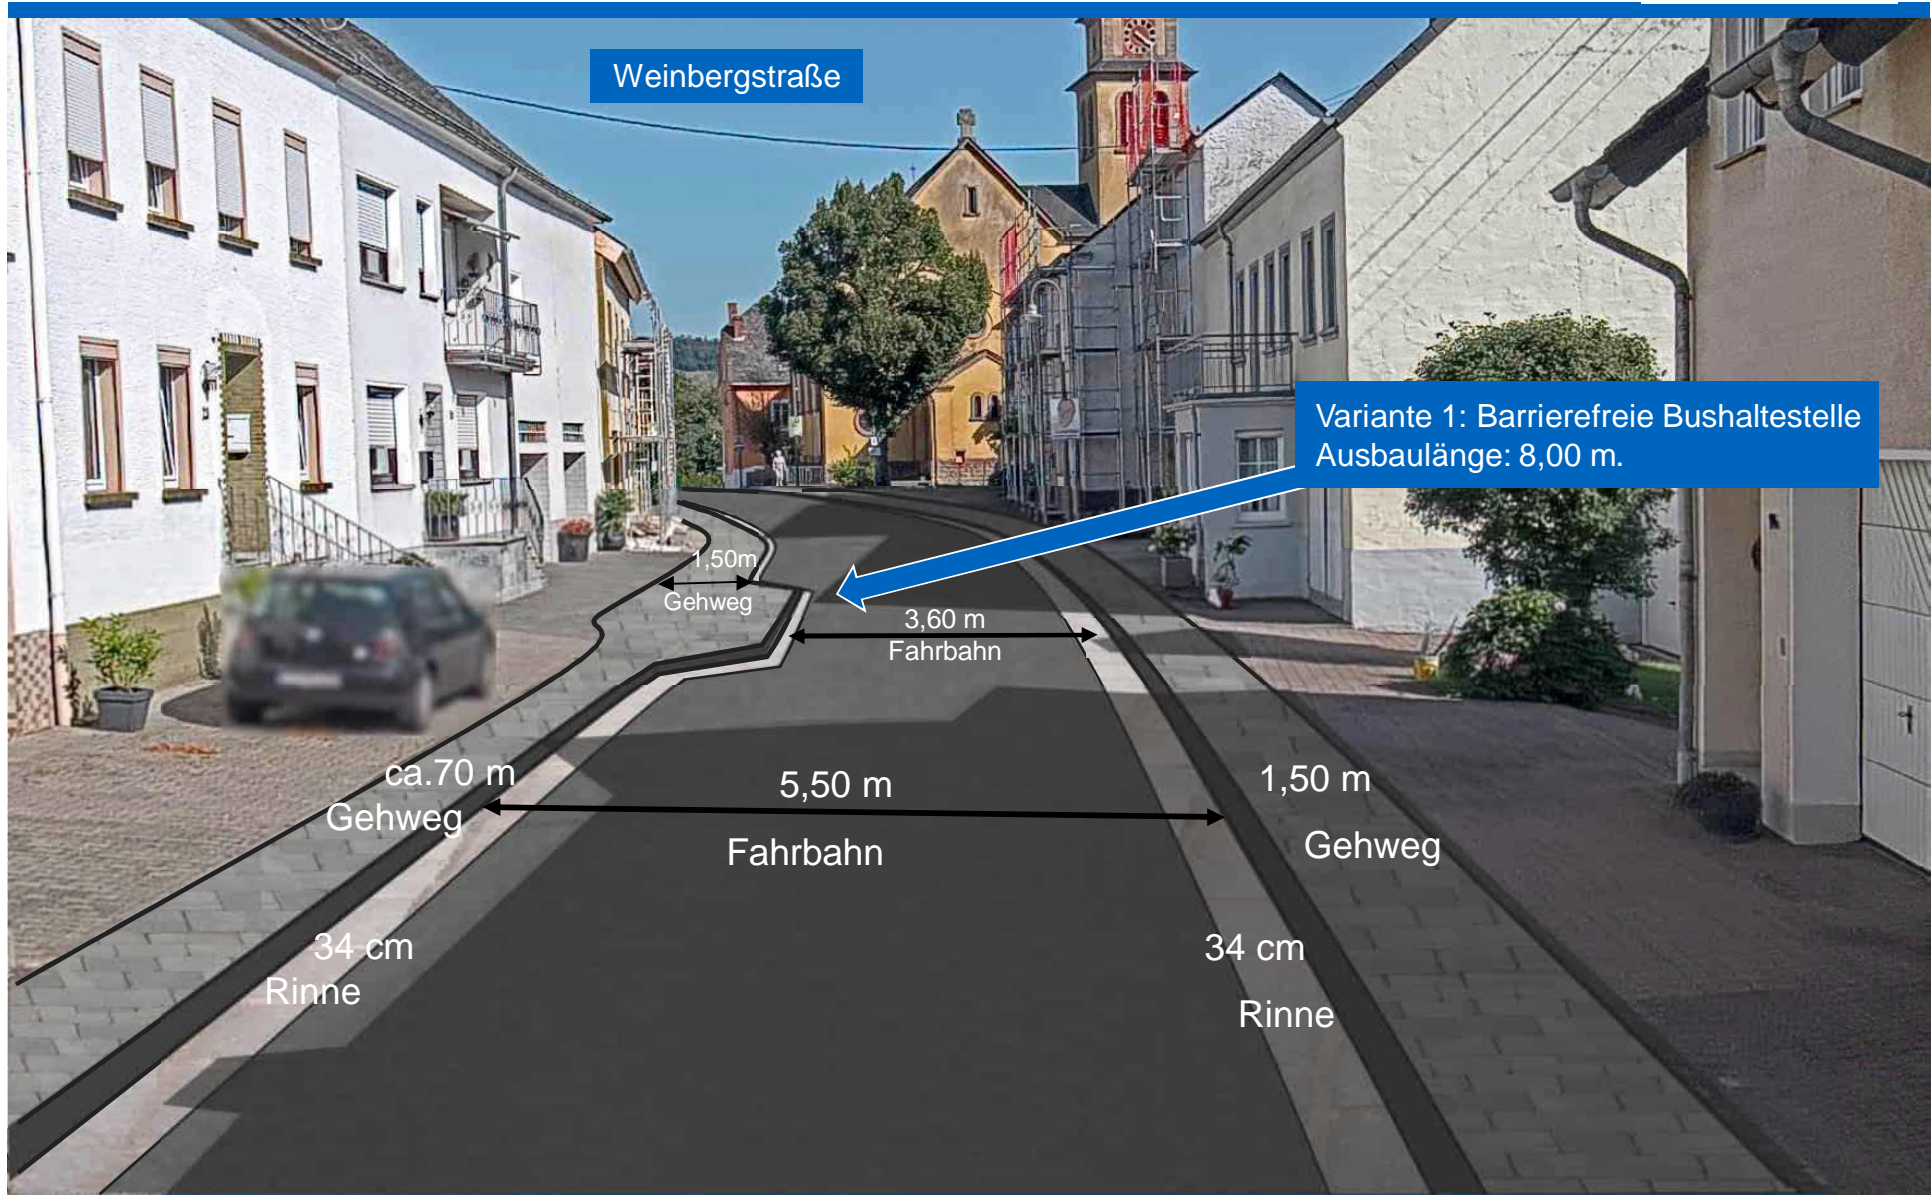 Weinbergstraße
Variante 1: Barrierefreie Bushaltestelle
Ausbaulänge: 8,00 m.
1,50m
Gehweg
3,60 m
Fahrbahn
ca.70 m
Gehweg
5,50 m
Fahrbahn
1,50 m
Gehweg
34 cm
Rinne
34 cm
Rinne